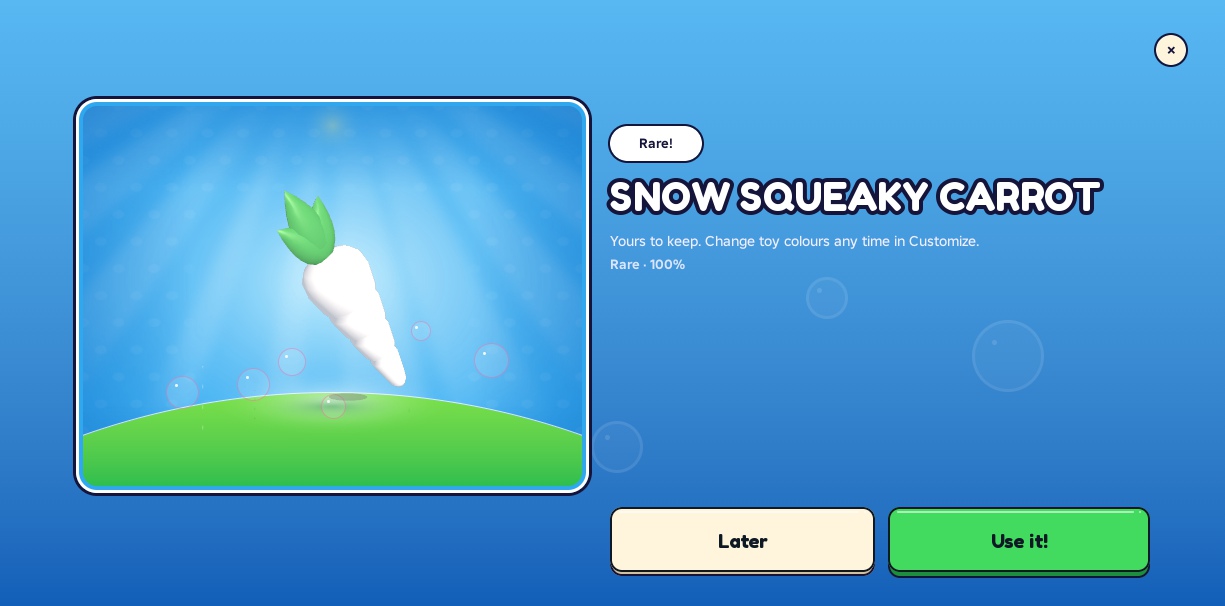 ×
Rare!
SNOW SQUEAKY CARROT
Yours to keep. Change toy colours any time in Customize.
Rare · 100%
Later
Use it!